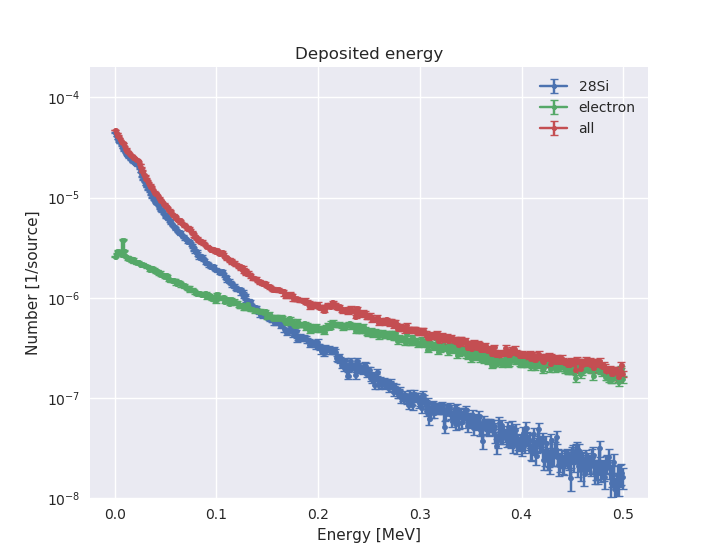 Deposited energy
28Si
electron
all
Number [1/source]
10⁻⁴
10⁻⁵
10⁻⁶
10⁻⁷
10⁻⁸
0.0 0.1 0.2 0.3 0.4 0.5
Energy [MeV]